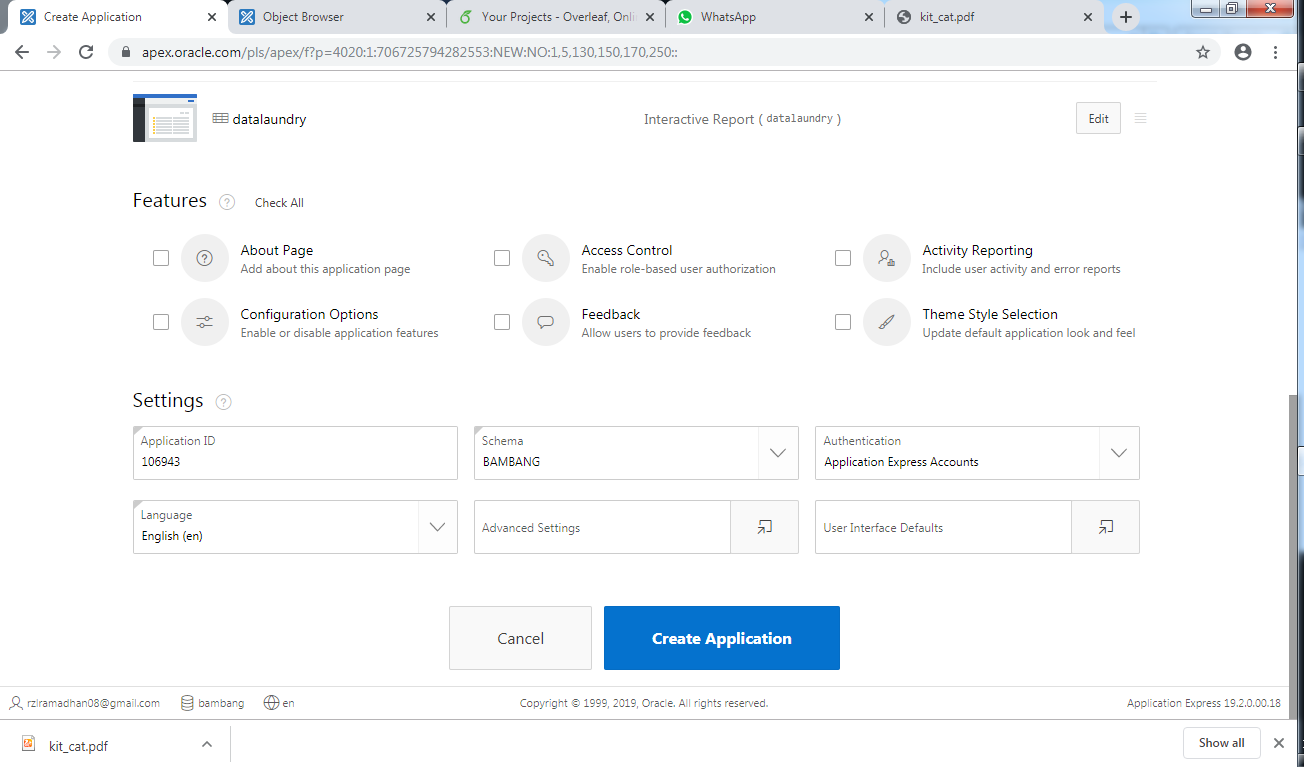 Create Application
Object Browser
Your Projects - Overleaf, Onli
WhatsApp
kit_cat.pdf
apex.oracle.com/pls/apex/f?p=4020:1:706725794282553:NEW:NO:1,5,130,150,170,250::
datalaundry
Interactive Report ( datalaundry )
Edit
Features ? Check All
About Page
Add about this application page
Access Control
Enable role-based user authorization
Activity Reporting
Include user activity and error reports
Configuration Options
Enable or disable application features
Feedback
Allow users to provide feedback
Theme Style Selection
Update default application look and feel
Settings ?
Application ID
106943
Schema
BAMBANG
Authentication
Application Express Accounts
Language
English (en)
Advanced Settings
User Interface Defaults
Cancel
Create Application
rzlramadhan08@gmail.com
bambang
en
Copyright © 1999, 2019, Oracle. All rights reserved.
Application Express 19.2.0.00.18
kit_cat.pdf
Show all